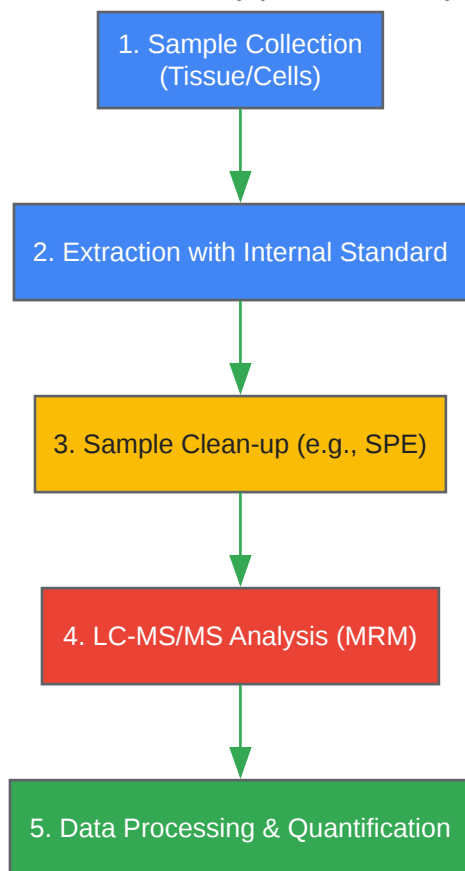 1. Sample Collection
(Tissue/Cells)
2. Extraction with Internal Standard
3. Sample Clean-up (e.g., SPE)
4. LC-MS/MS Analysis (MRM)
5. Data Processing & Quantification